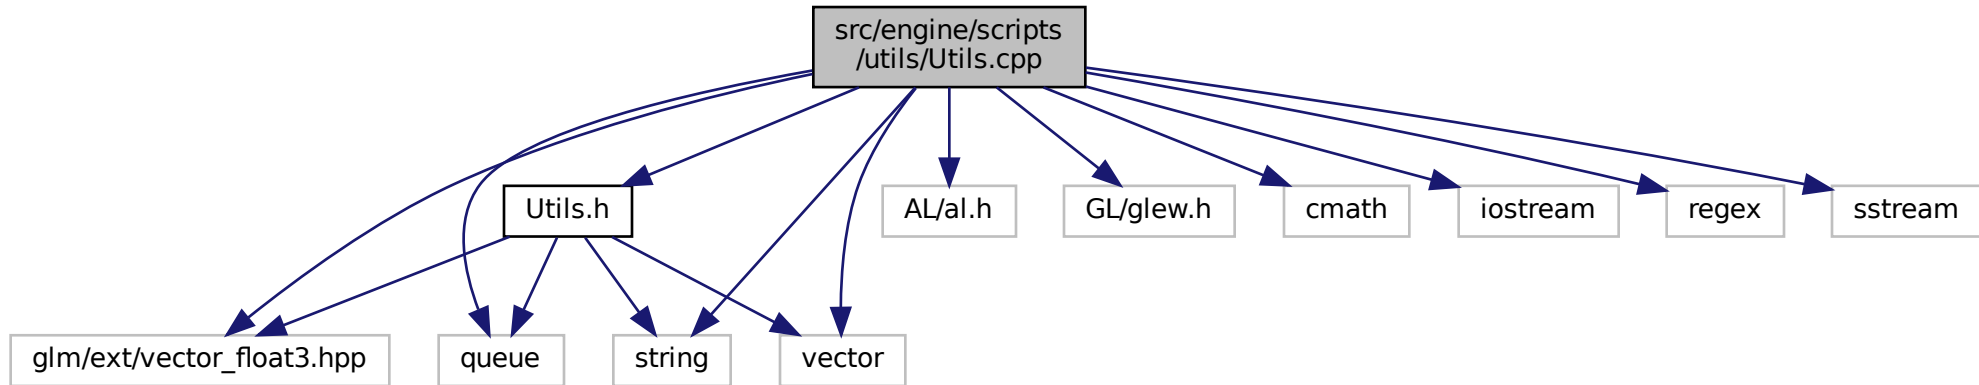 src/engine/scripts
/utils/Utils.cpp
Utils.h
AL/al.h
GL/glew.h
cmath
iostream
regex
sstream
glm/ext/vector_float3.hpp
queue
string
vector